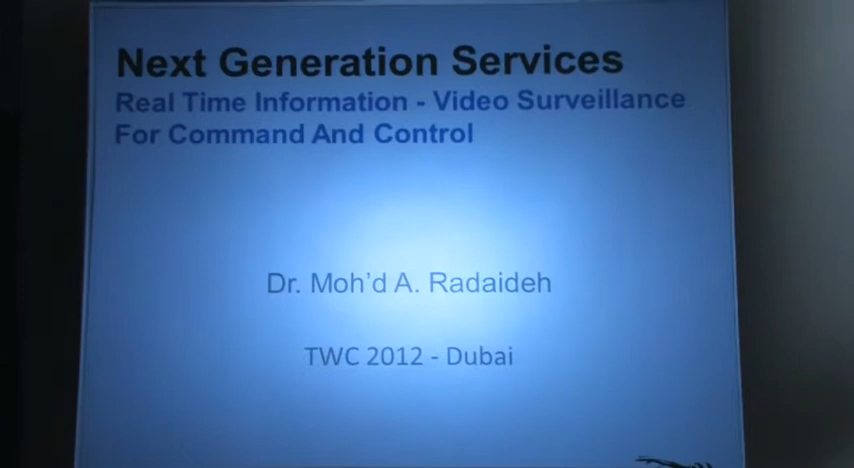 Next Generation Services
Real Time Information - Video Surveillance
For Command And Control
Dr. Moh'd A. Radaideh
TWC 2012 - Dubai